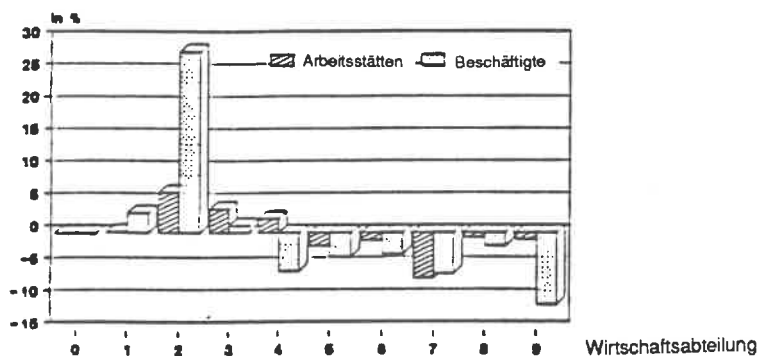 in %
30
25
20
15
10
5
0
-5
-10
-15
Arbeitsstätten Beschäftigte
0 1 2 3 4 5 6 7 8 9
Wirtschaftsabteilung